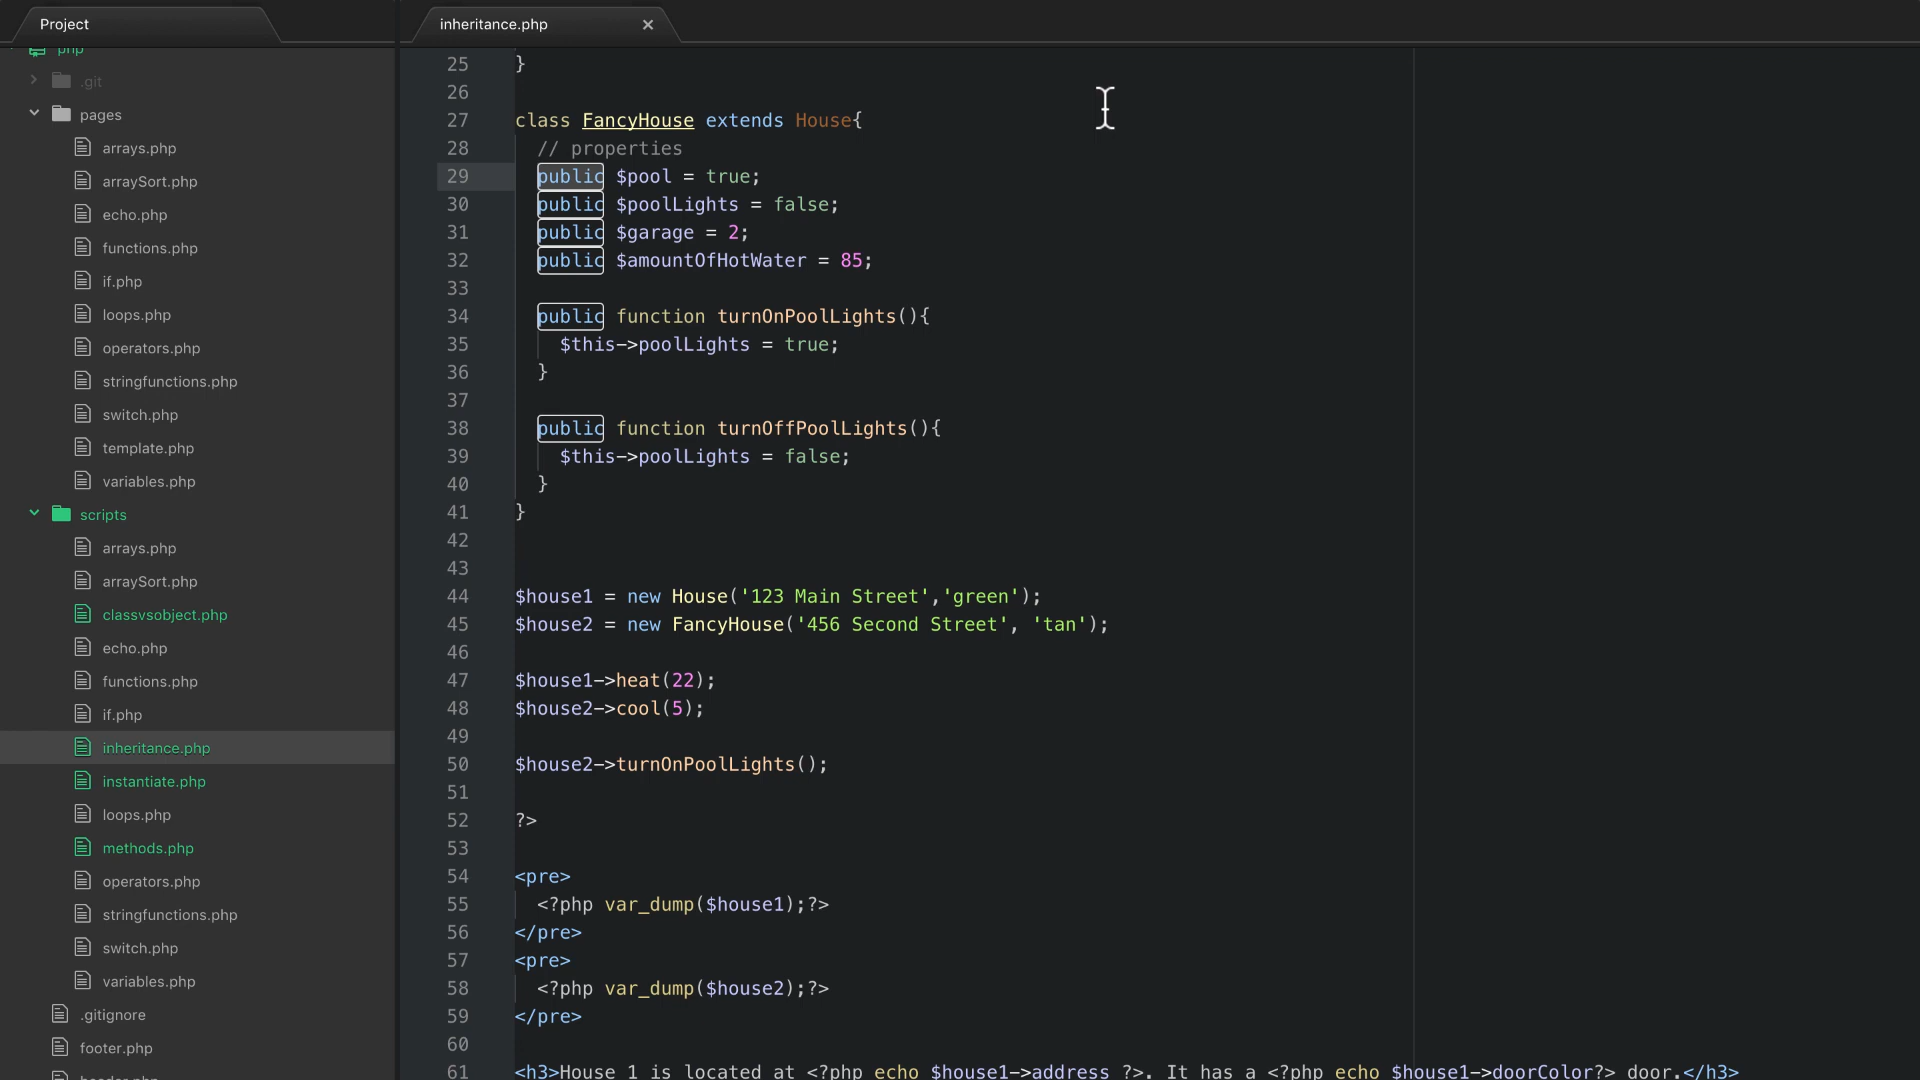 Project
php
.git
pages
arrays.php
arraySort.php
echo.php
functions.php
if.php
loops.php
operators.php
stringfunctions.php
switch.php
template.php
variables.php
scripts
arrays.php
arraySort.php
classvsobject.php
echo.php
functions.php
if.php
inheritance.php
instantiate.php
loops.php
methods.php
operators.php
stringfunctions.php
switch.php
variables.php
.gitignore
footer.php
header.php
inheritance.php ×
25 }
26
27 class FancyHouse extends House{
28 // properties
29 public $pool = true;
30 public $poolLights = false;
31 public $garage = 2;
32 public $amountOfHotWater = 85;
33
34 public function turnOnPoolLights(){
35 $this->poolLights = true;
36 }
37
38 public function turnOffPoolLights(){
39 $this->poolLights = false;
40 }
41 }
42
43
44 $house1 = new House('123 Main Street','green');
45 $house2 = new FancyHouse('456 Second Street', 'tan');
46
47 $house1->heat(22);
48 $house2->cool(5);
49
50 $house2->turnOnPoolLights();
51
52 ?>
53
54 <pre>
55 <?php var_dump($house1);?>
56 </pre>
57 <pre>
58 <?php var_dump($house2);?>
59 </pre>
60
61 <h3>House 1 is located at <?php echo $house1->address ?>. It has a <?php echo $house1->doorColor?> door.</h3>